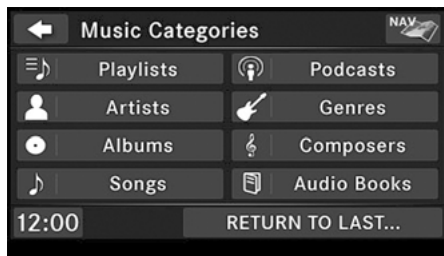 Music Categories NAV
Playlists Podcasts
Artists Genres
Albums Composers
Songs Audio Books
12:00 RETURN TO LAST...